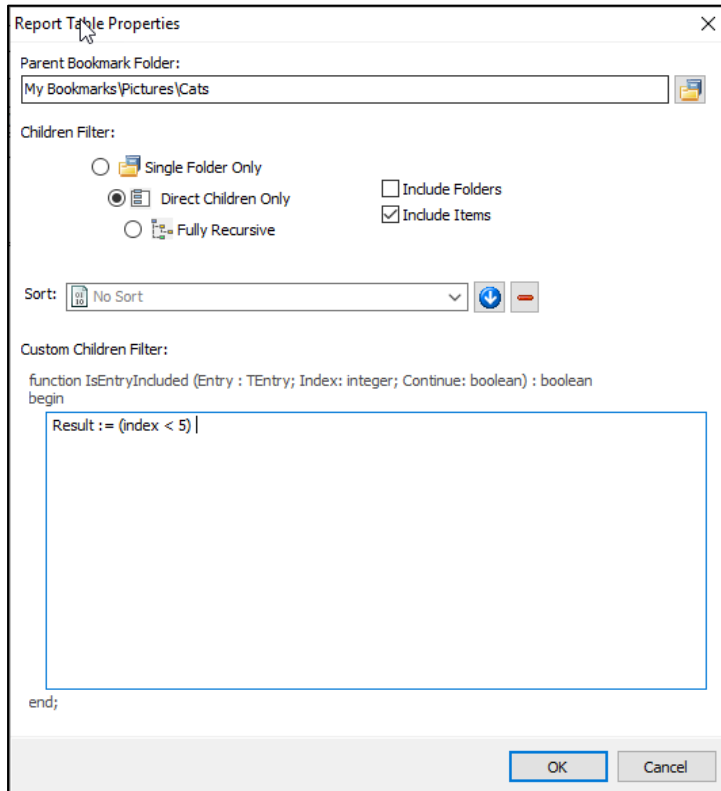 Report Table Properties
Parent Bookmark Folder:
My Bookmarks\Pictures\Cats
Children Filter:
Single Folder Only
Direct Children Only
Fully Recursive
Include Folders
Include Items
Sort:
No Sort
Custom Children Filter:
function IsEntryIncluded (Entry : TEntry; Index: integer; Continue: boolean) : boolean
begin
Result := (index < 5)
end;
OK
Cancel